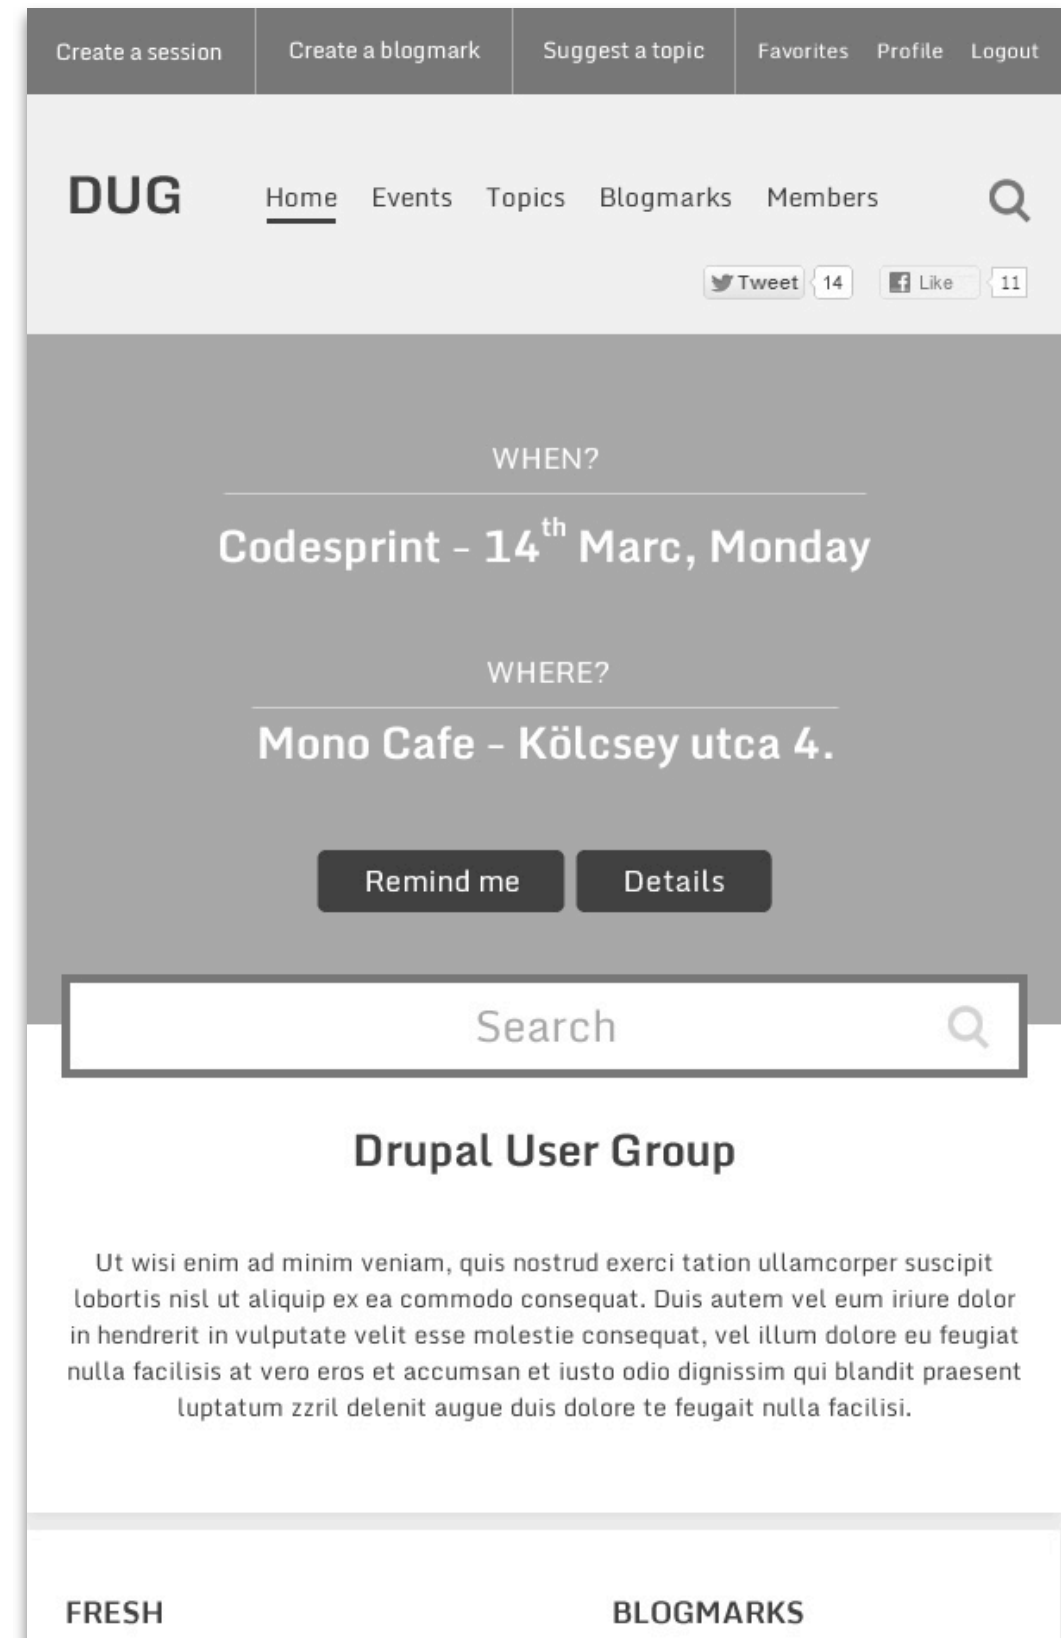 Create a session Create a blogmark Suggest a topic Favorites Profile Logout
DUG Home Events Topics Blogmarks Members
Tweet 14 Like 11
WHEN?
Codesprint - 14th Marc, Monday
WHERE?
Mono Cafe - Kölcsey utca 4.
Remind me Details
Search
Drupal User Group
Ut wisi enim ad minim veniam, quis nostrud exerci tation ullamcorper suscipit
lobortis nisl ut aliquip ex ea commodo consequat. Duis autem vel eum iriure dolor
in hendrerit in vulputate velit esse molestie consequat, vel illum dolore eu feugiat
nulla facilisis at vero eros et accumsan et iusto odio dignissim qui blandit praesent
luptatum zzril delenit augue duis dolore te feugait nulla facilisi.
FRESH BLOGMARKS